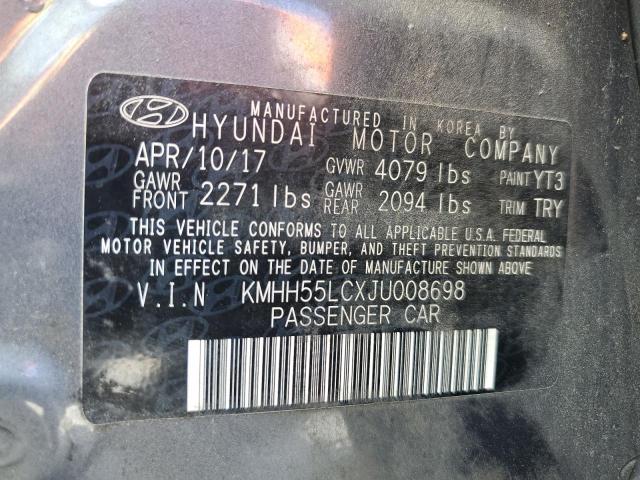 MANUFACTURED IN KOREA BY
HYUNDAI MOTOR COMPANY
APR/10/17 GVWR 4079 lbs PAINT YT3
GAWR FRONT 2271 lbs GAWR REAR 2094 lbs TRIM TRY
THIS VEHICLE CONFORMS TO ALL APPLICABLE U.S.A. FEDERAL
MOTOR VEHICLE SAFETY, BUMPER, AND THEFT PREVENTION STANDARDS
IN EFFECT ON THE DATE OF MANUFACTURE SHOWN ABOVE
V.I.N KMHH55LCXJU008698
PASSENGER CAR